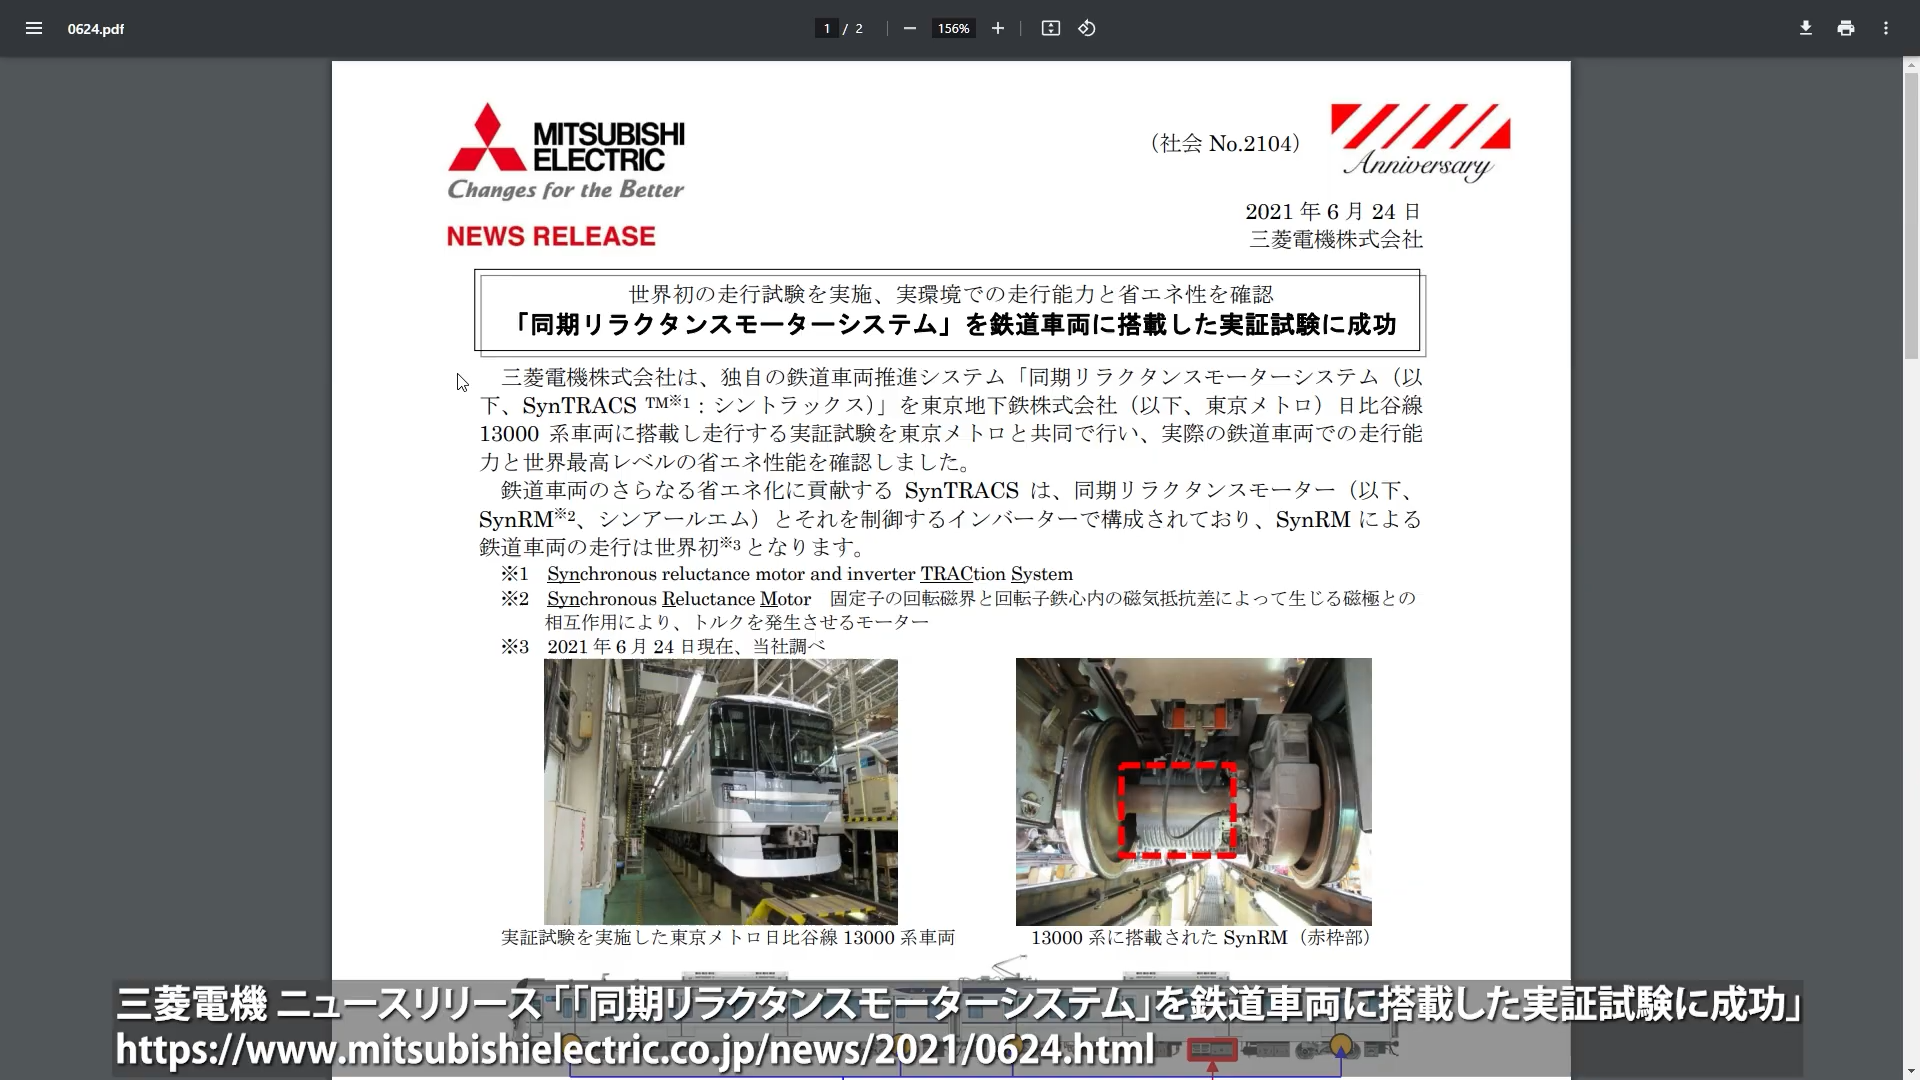 0624.pdf
1 / 2
156%
MITSUBISHI
ELECTRIC
Changes for the Better
（社会 No.2104）
Anniversary
2021 年 6 月 24 日
三菱電機株式会社
NEWS RELEASE
世界初の走行試験を実施、実環境での走行能力と省エネ性を確認
「同期リラクタンスモーターシステム」を鉄道車両に搭載した実証試験に成功
三菱電機株式会社は、独自の鉄道車両推進システム「同期リラクタンスモーターシステム（以
下、SynTRACS TM※1：シントラックス）」を東京地下鉄株式会社（以下、東京メトロ）日比谷線
13000 系車両に搭載し走行する実証試験を東京メトロと共同で行い、実際の鉄道車両での走行能
力と世界最高レベルの省エネ性能を確認しました。
鉄道車両のさらなる省エネ化に貢献する SynTRACS は、同期リラクタンスモーター（以下、
SynRM※2、シンアールエム）とそれを制御するインバーターで構成されており、SynRM による
鉄道車両の走行は世界初※3 となります。
※1 Synchronous reluctance motor and inverter TRACtion System
※2 Synchronous Reluctance Motor 固定子の回転磁界と回転子鉄心内の磁気抵抗差によって生じる磁極との
相互作用により、トルクを発生させるモーター
※3 2021 年 6 月 24 日現在、当社調べ
実証試験を実施した東京メトロ日比谷線 13000 系車両
13000 系に搭載された SynRM（赤枠部）
三菱電機 ニュースリリース 「「同期リラクタンスモーターシステム」を鉄道車両に搭載した実証試験に成功」
https://www.mitsubishielectric.co.jp/news/2021/0624.html